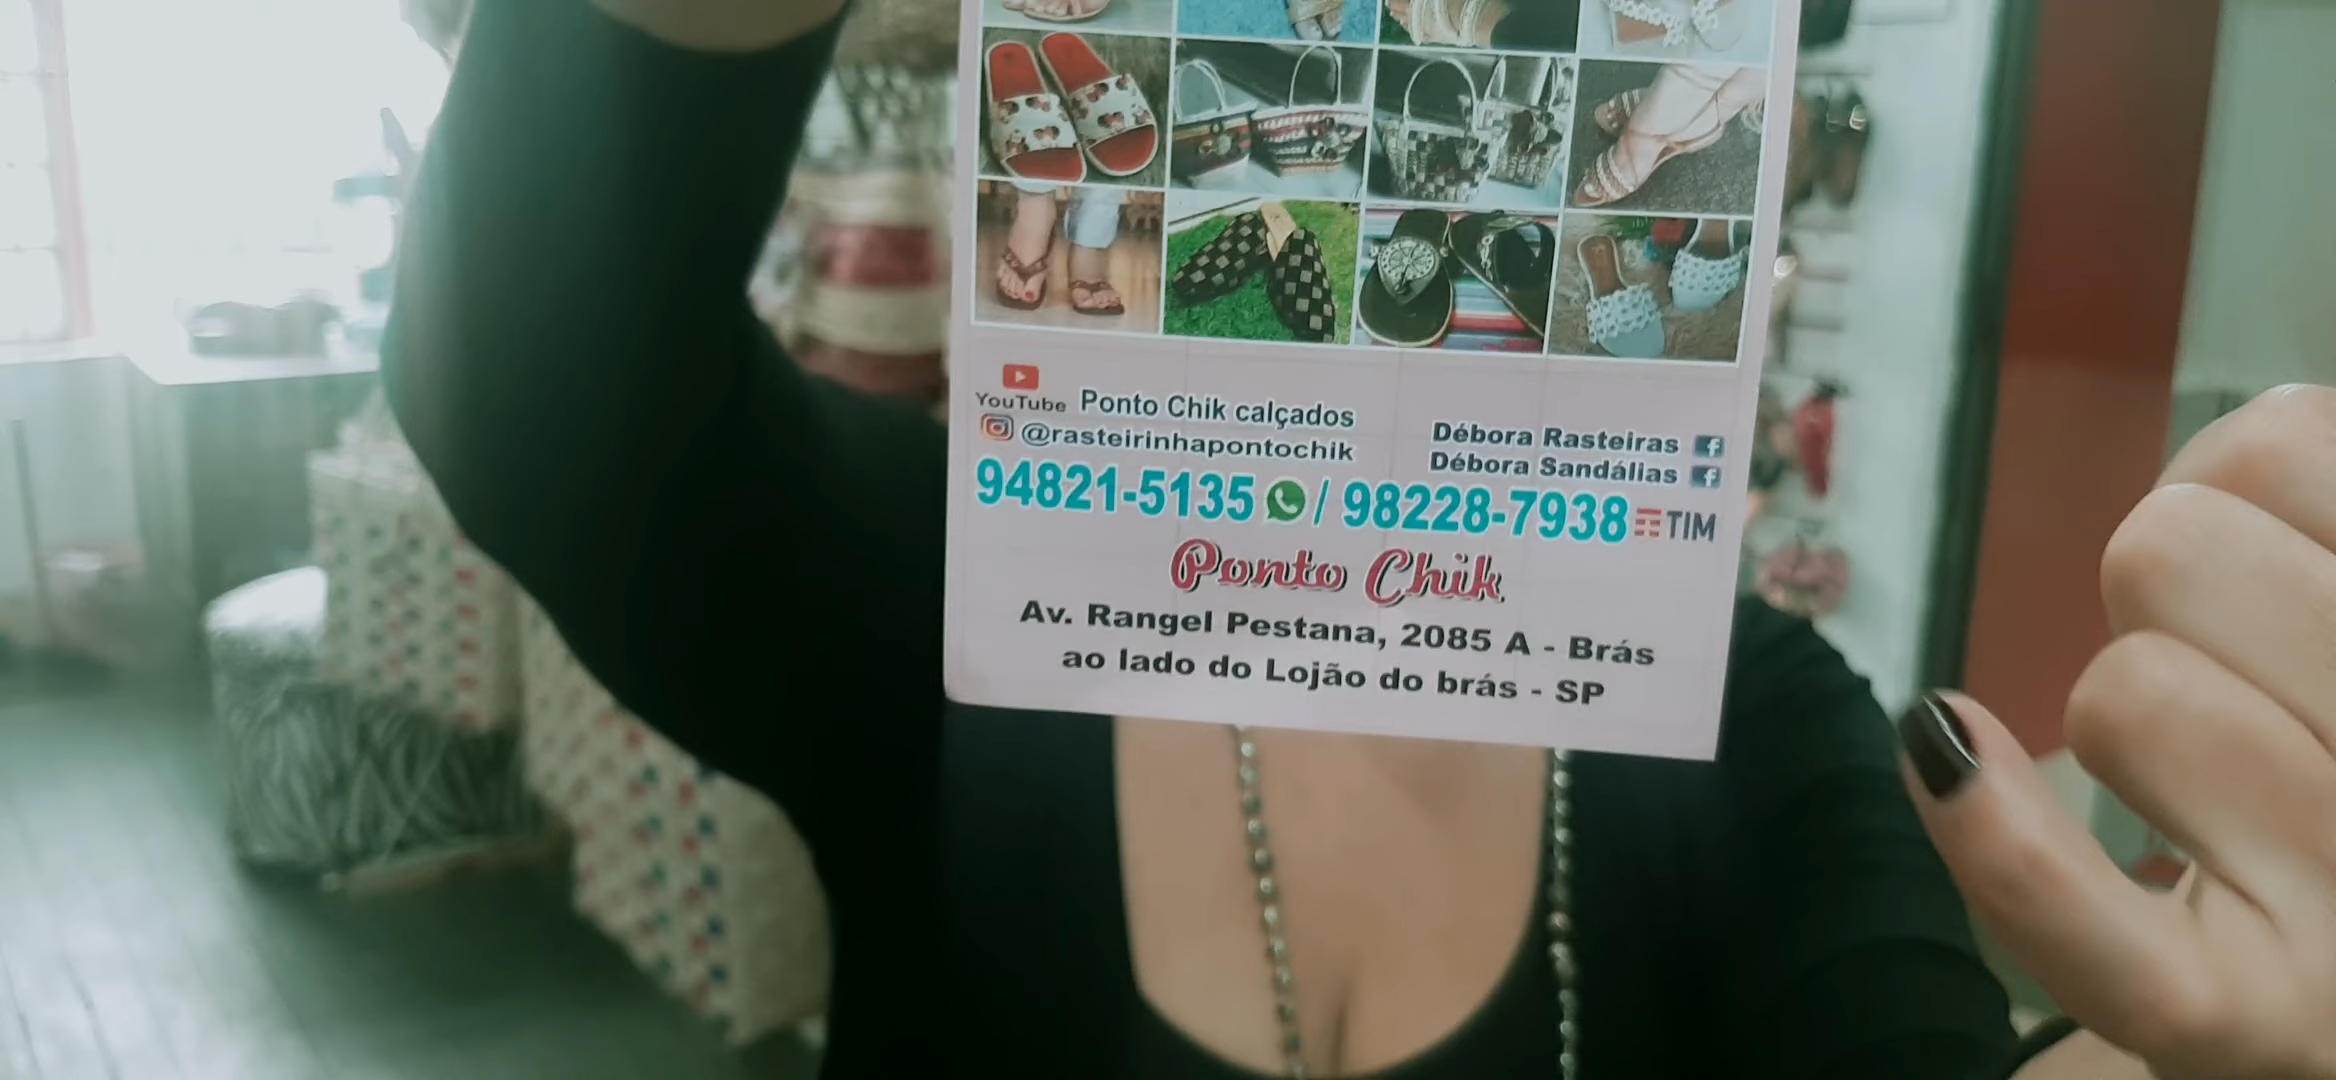 YouTube Ponto Chik calçados
@rasteirinhapontochik
Débora Rasteiras
Débora Sandálias
94821-5135 / 98228-7938 TIM
Ponto Chik
Av. Rangel Pestana, 2085 A - Brás
ao lado do Lojão do brás - SP